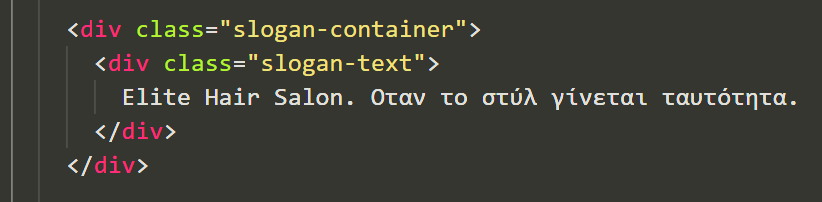 <div class="slogan-container">
<div class="slogan-text">
Elite Hair Salon. Οταν το στύλ γίνεται ταυτότητα.
</div>
</div>